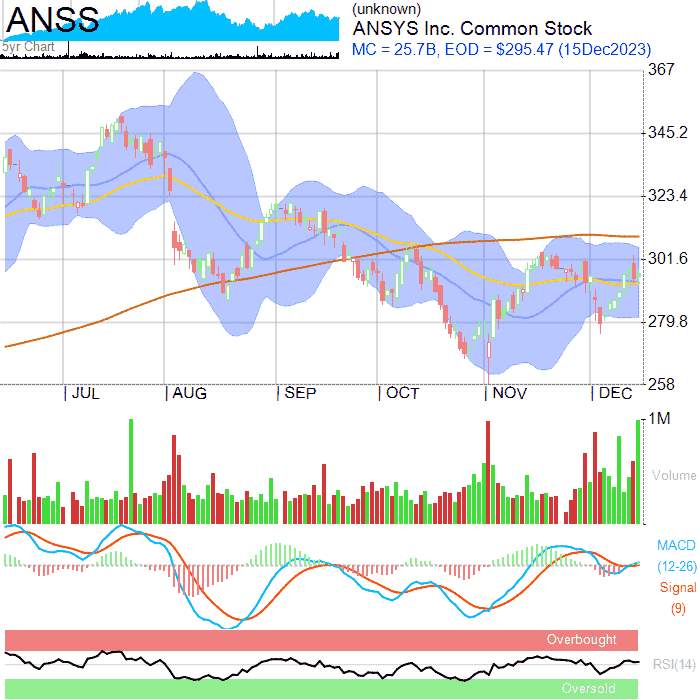 ANSS
5yr Chart
(unknown)
ANSYS Inc. Common Stock
MC = 25.7B, EOD = $295.47 (15Dec2023)
367
345.2
323.4
301.6
279.8
258
JUL AUG SEP OCT NOV DEC
1M
Volume
MACD
(12-26)
Signal
(9)
Overbought
RSI(14)
Oversold